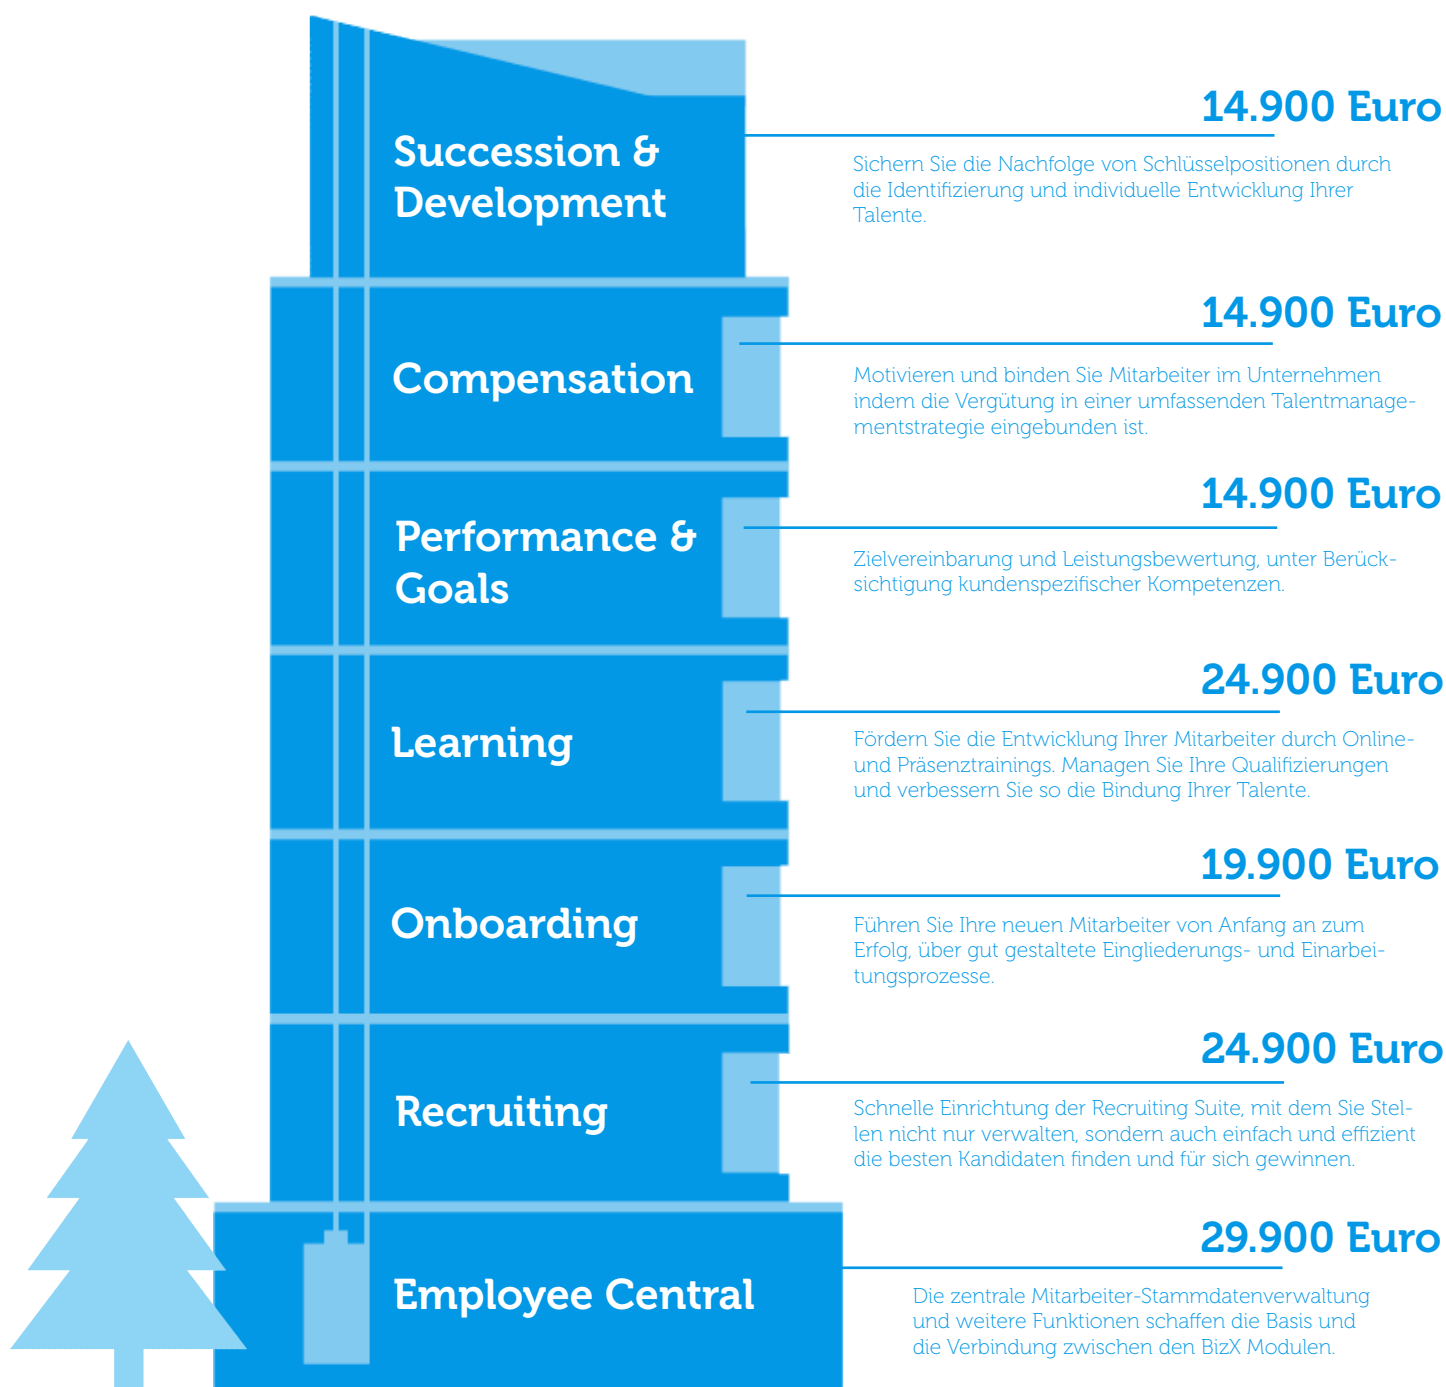 Succession &
Development
14.900 Euro
Sichern Sie die Nachfolge von Schlüsselpositionen durch
die Identifizierung und individuelle Entwicklung Ihrer
Talente.
Compensation
14.900 Euro
Motivieren und binden Sie Mitarbeiter im Unternehmen
indem die Vergütung in einer umfassenden Talentmanage-
mentstrategie eingebunden ist.
Performance &
Goals
14.900 Euro
Zielvereinbarung und Leistungsbewertung, unter Berück-
sichtigung kundenspezifischer Kompetenzen.
Learning
24.900 Euro
Fördern Sie die Entwicklung Ihrer Mitarbeiter durch Online-
und Präsenztrainings. Managen Sie Ihre Qualifizierungen
und verbessern Sie so die Bindung Ihrer Talente.
Onboarding
19.900 Euro
Führen Sie Ihre neuen Mitarbeiter von Anfang an zum
Erfolg, über gut gestaltete Eingliederungs- und Einarbei-
tungsprozesse.
Recruiting
24.900 Euro
Schnelle Einrichtung der Recruiting Suite, mit dem Sie Stel-
len nicht nur verwalten, sondern auch einfach und effizient
die besten Kandidaten finden und für sich gewinnen.
Employee Central
29.900 Euro
Die zentrale Mitarbeiter-Stammdatenverwaltung
und weitere Funktionen schaffen die Basis und
die Verbindung zwischen den BizX Modulen.